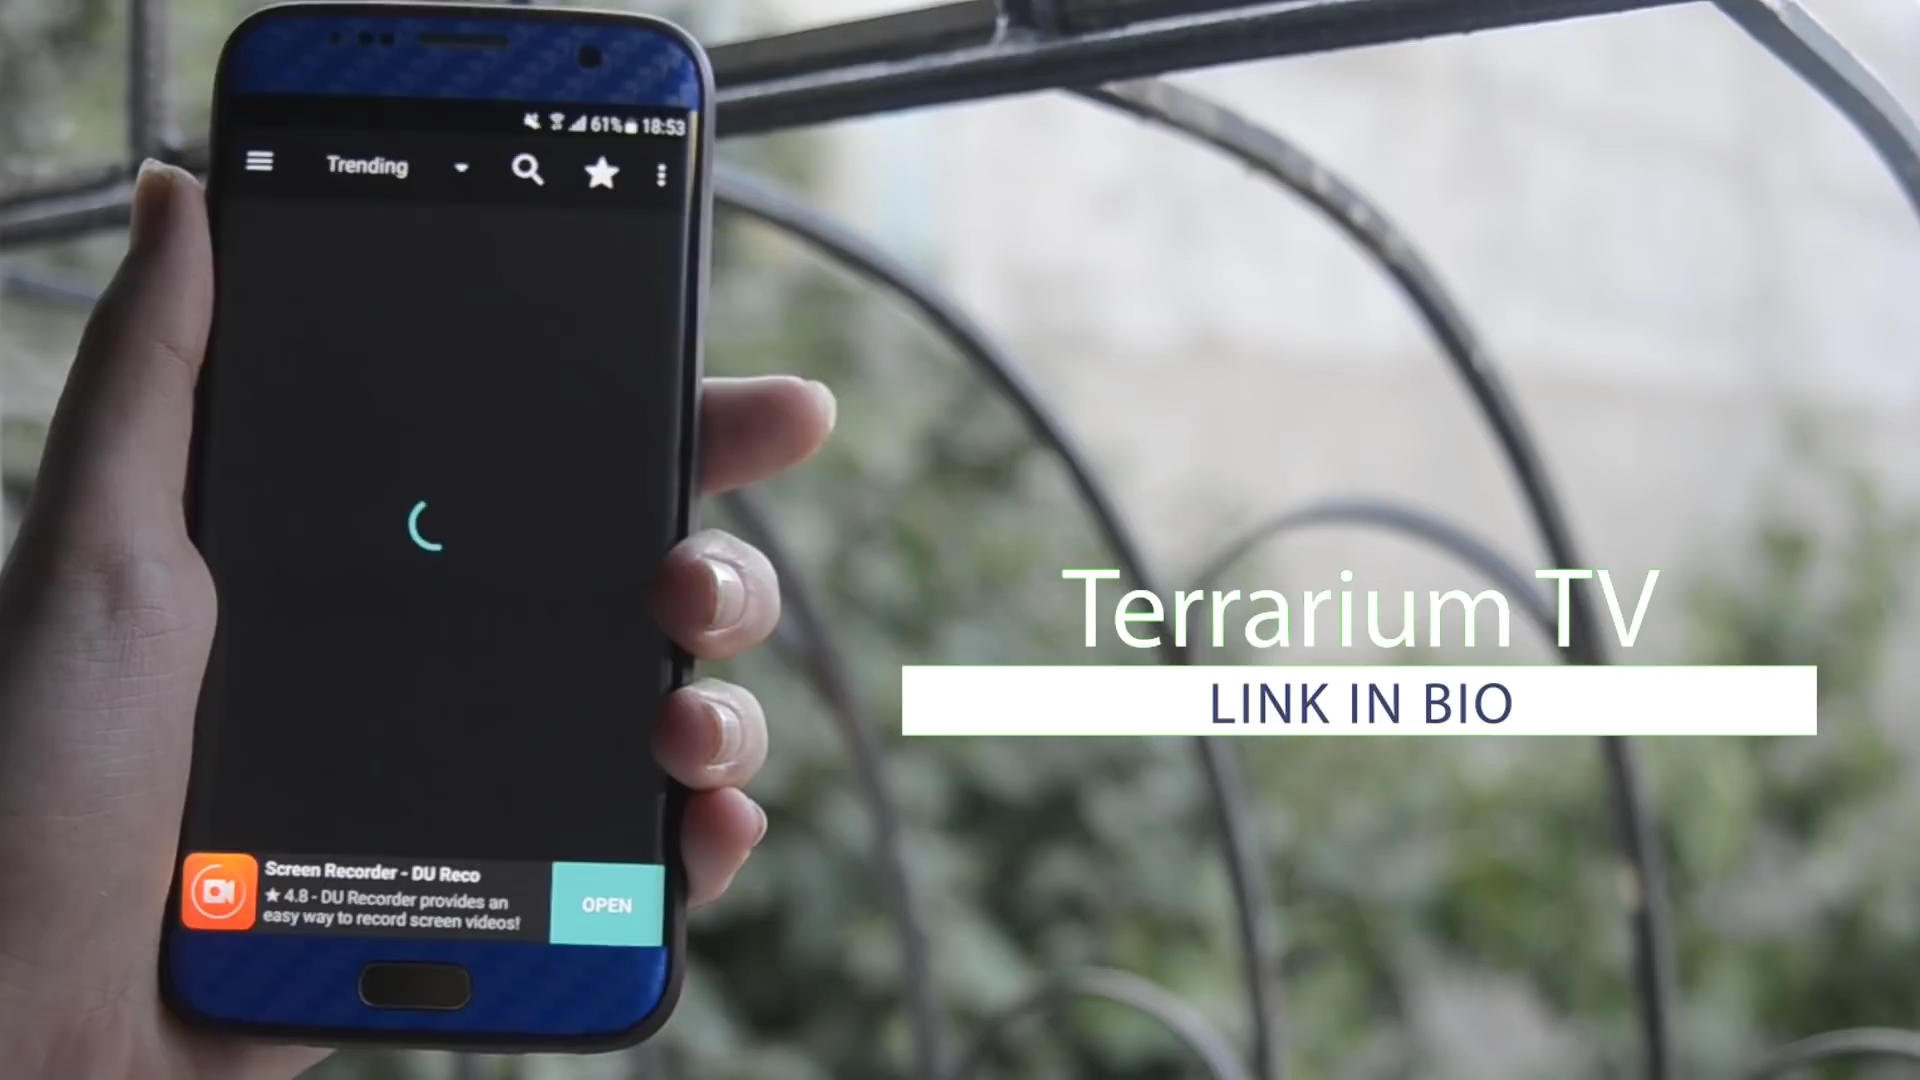 61% 18:53
Trending
Terrarium TV
LINK IN BIO
Screen Recorder - DU Reco
★ 4.8 - DU Recorder provides an
easy way to record screen videos!
OPEN